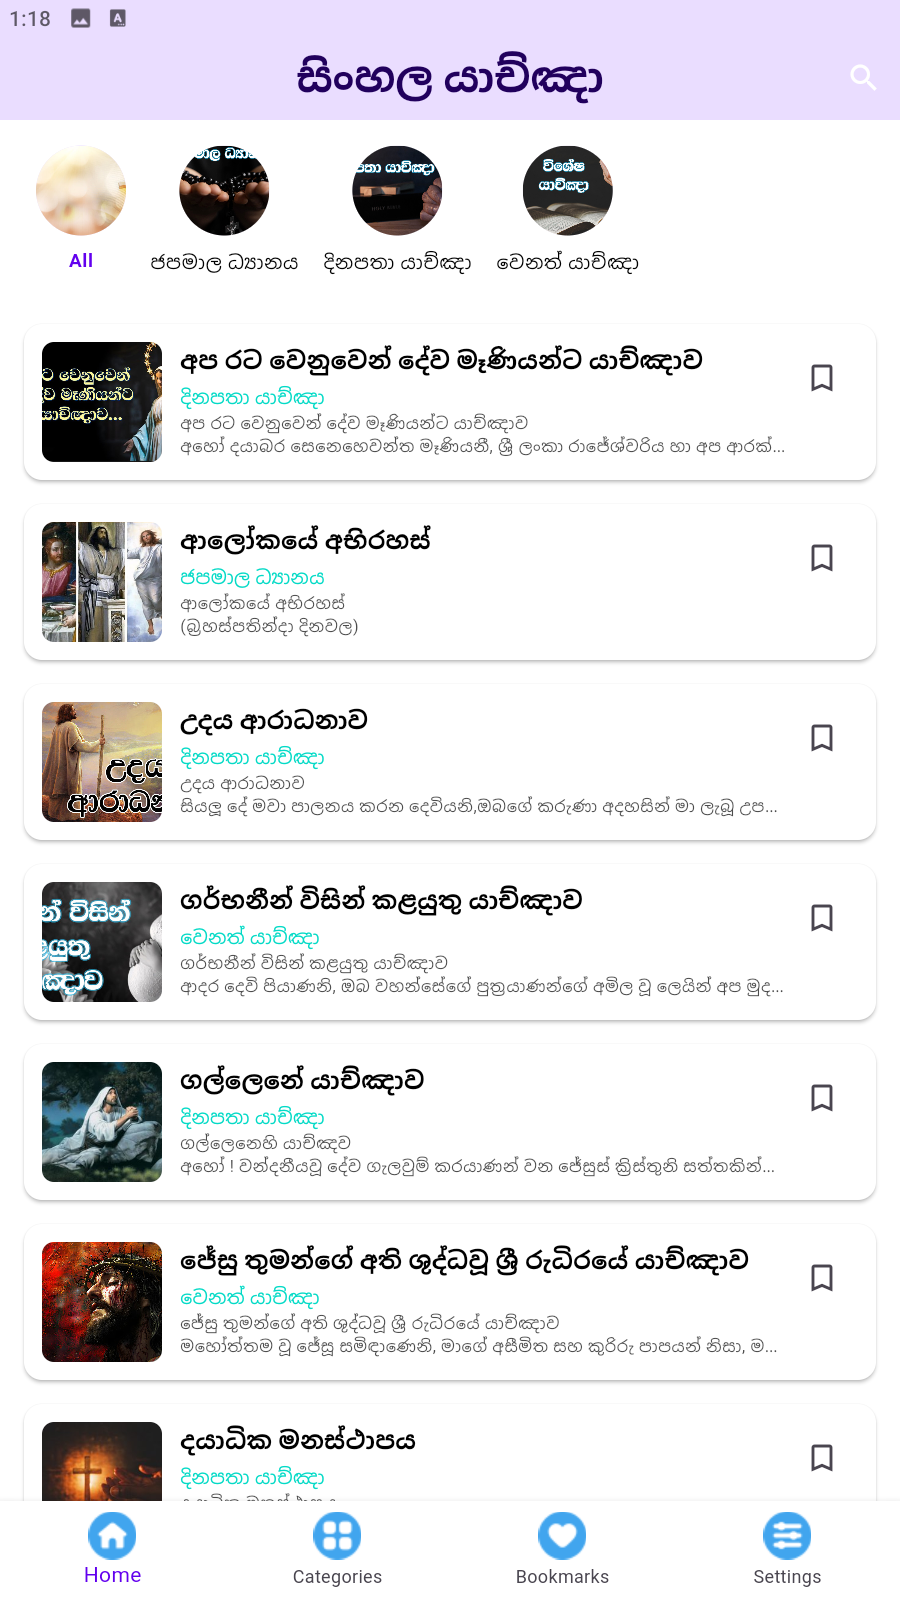 1:18
සිංහල යාච්ඤා
All
ජපමාල ධ්‍යානය
දිනපතා යාච්ඤා
වෙනත් යාච්ඤා
විශේෂ
යාච්ඤා
අප රට වෙනුවෙන් දේව මෑණියන්ට යාච්ඤාව
දිනපතා යාච්ඤා
අප රට වෙනුවෙන් දේව මෑණියන්ට යාච්ඤාව
අහෝ දයාබර සෙනෙහෙවන්ත මෑණියනී, ශ්‍රී ලංකා රාජේශ්වරිය හා අප ආරක්...
ආලෝකයේ අභිරහස්
ජපමාල ධ්‍යානය
ආලෝකයේ අභිරහස්
(බ්‍රහස්පතින්දා දිනවල)
උදය ආරාධනාව
දිනපතා යාච්ඤා
උදය ආරාධනාව
සියලූ දේ මවා පාලනය කරන දෙවියනි,ඔබගේ කරුණා අදහසින් මා ලැබූ උප...
ගර්භනීන් විසින් කළයුතු යාච්ඤාව
වෙනත් යාච්ඤා
ගර්භනීන් විසින් කළයුතු යාච්ඤාව
ආදර දෙවි පියාණනි, ඔබ වහන්සේගේ පුත්‍රයාණන්ගේ අමිල වූ ලෙයින් අප මුද...
ගල්ලෙනේ යාච්ඤාව
දිනපතා යාච්ඤා
ගල්ලෙනෙහි යාච්ඤව
අහෝ ! වන්දනීයවූ දේව ගැලවුම් කරයාණන් වන ජේසුස් ක්‍රිස්තුනි සත්තකින්...
ජේසු තුමන්ගේ අති ශුද්ධවූ ශ්‍රී රුධිරයේ යාච්ඤාව
වෙනත් යාච්ඤා
ජේසු තුමන්ගේ අති ශුද්ධවූ ශ්‍රී රුධිරයේ යාච්ඤාව
මහෝත්තම වූ ජේසූ සමිඳාණෙනි, මාගේ අසීමිත සහ කුරිරු පාපයන් නිසා, ම...
දයාධික මනස්ථාපය
දිනපතා යාච්ඤා
Home
Categories
Bookmarks
Settings